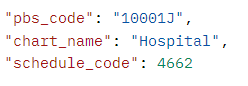 "pbs_code": "10001J",
"chart_name": "Hospital",
"schedule_code": 4662